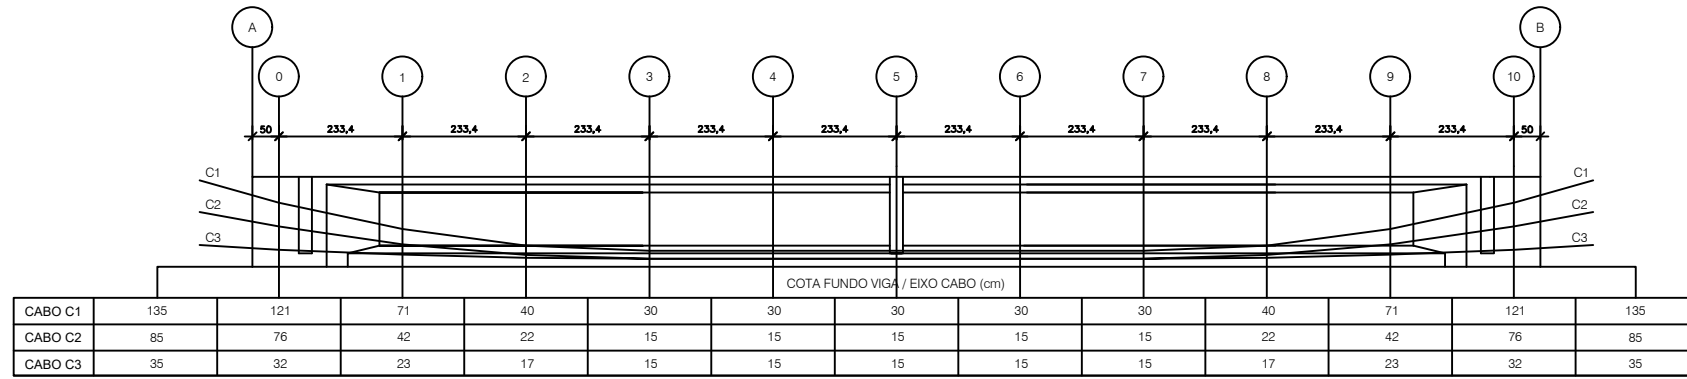 A B
0 1 2 3 4 5 6 7 8 9 10
50 233,4 233,4 233,4 233,4 233,4 233,4 233,4 233,4 233,4 233,4 50
C1 C1
C2 C2
C3 C3
COTA FUNDO VIGA / EIXO CABO (cm)
CABO C1 135 121 71 40 30 30 30 30 30 40 71 121 135
CABO C2 85 76 42 22 15 15 15 15 15 22 42 76 85
CABO C3 35 32 23 17 15 15 15 15 15 17 23 32 35